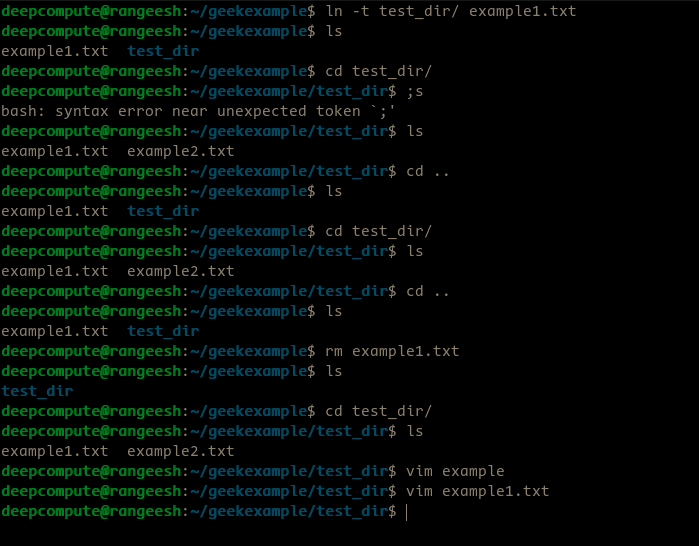 deepcompute@rangeesh:~/geekexample$ ln -t test_dir/ example1.txt
deepcompute@rangeesh:~/geekexample$ ls
example1.txt  test_dir
deepcompute@rangeesh:~/geekexample$ cd test_dir/
deepcompute@rangeesh:~/geekexample/test_dir$ ;s
bash: syntax error near unexpected token `;'
deepcompute@rangeesh:~/geekexample/test_dir$ ls
example1.txt  example2.txt
deepcompute@rangeesh:~/geekexample/test_dir$ cd ..
deepcompute@rangeesh:~/geekexample$ ls
example1.txt  test_dir
deepcompute@rangeesh:~/geekexample$ cd test_dir/
deepcompute@rangeesh:~/geekexample/test_dir$ ls
example1.txt  example2.txt
deepcompute@rangeesh:~/geekexample/test_dir$ cd ..
deepcompute@rangeesh:~/geekexample$ ls
example1.txt  test_dir
deepcompute@rangeesh:~/geekexample$ rm example1.txt
deepcompute@rangeesh:~/geekexample$ ls
test_dir
deepcompute@rangeesh:~/geekexample$ cd test_dir/
deepcompute@rangeesh:~/geekexample/test_dir$ ls
example1.txt  example2.txt
deepcompute@rangeesh:~/geekexample/test_dir$ vim example
deepcompute@rangeesh:~/geekexample/test_dir$ vim example1.txt
deepcompute@rangeesh:~/geekexample/test_dir$